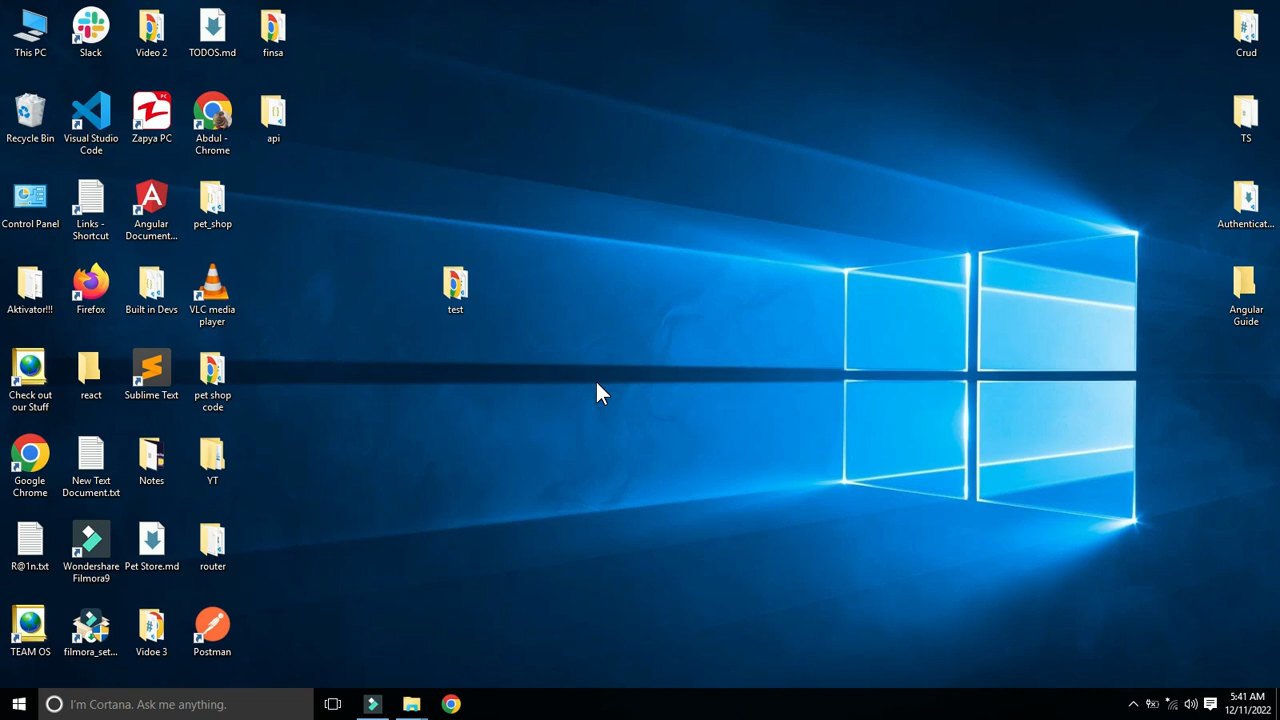 This PC
Slack
Video 2
TODOS.md
finsa
Crud
Recycle Bin
Visual Studio
Code
Zapya PC
PC
Abdul -
Chrome
api
TS
Control Panel
Links -
Shortcut
Angular
Document...
pet_shop
test
Authenticat...
Aktivator!!!
Firefox
Built in Devs
VLC media
player
Angular
Guide
Check out
our Stuff
react
Sublime Text
pet shop
code
Google
Chrome
New Text
Document.txt
Notes
YT
R@1n.txt
Wondershare
Filmora9
Pet Store.md
router
TEAM OS
filmora_set...
Vidoe 3
Postman
I'm Cortana. Ask me anything.
5:41 AM
12/11/2022